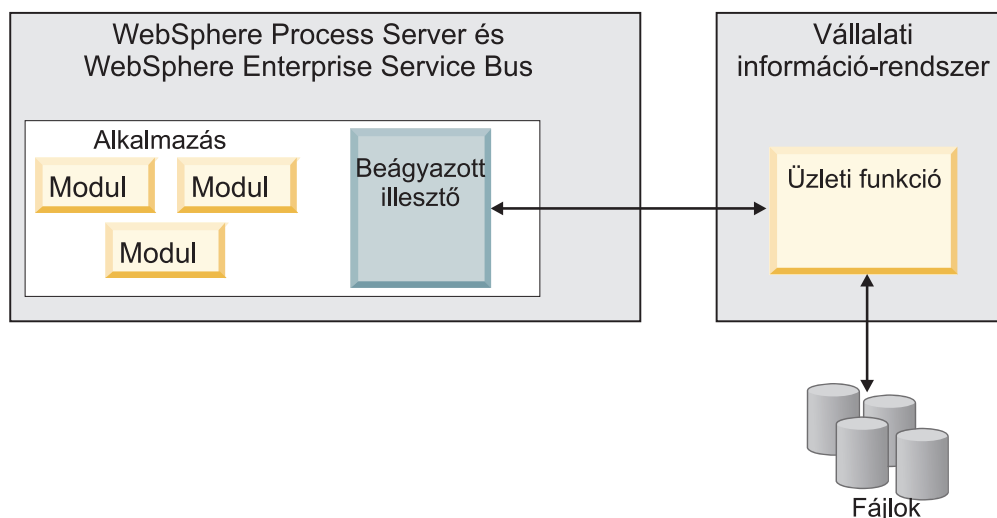 WebSphere Process Server és
WebSphere Enterprise Service Bus
Alkalmazás
Modul
Modul
Modul
Beágyazott
illesztő
Vállalati
információ-rendszer
Üzleti funkció
Fájlok